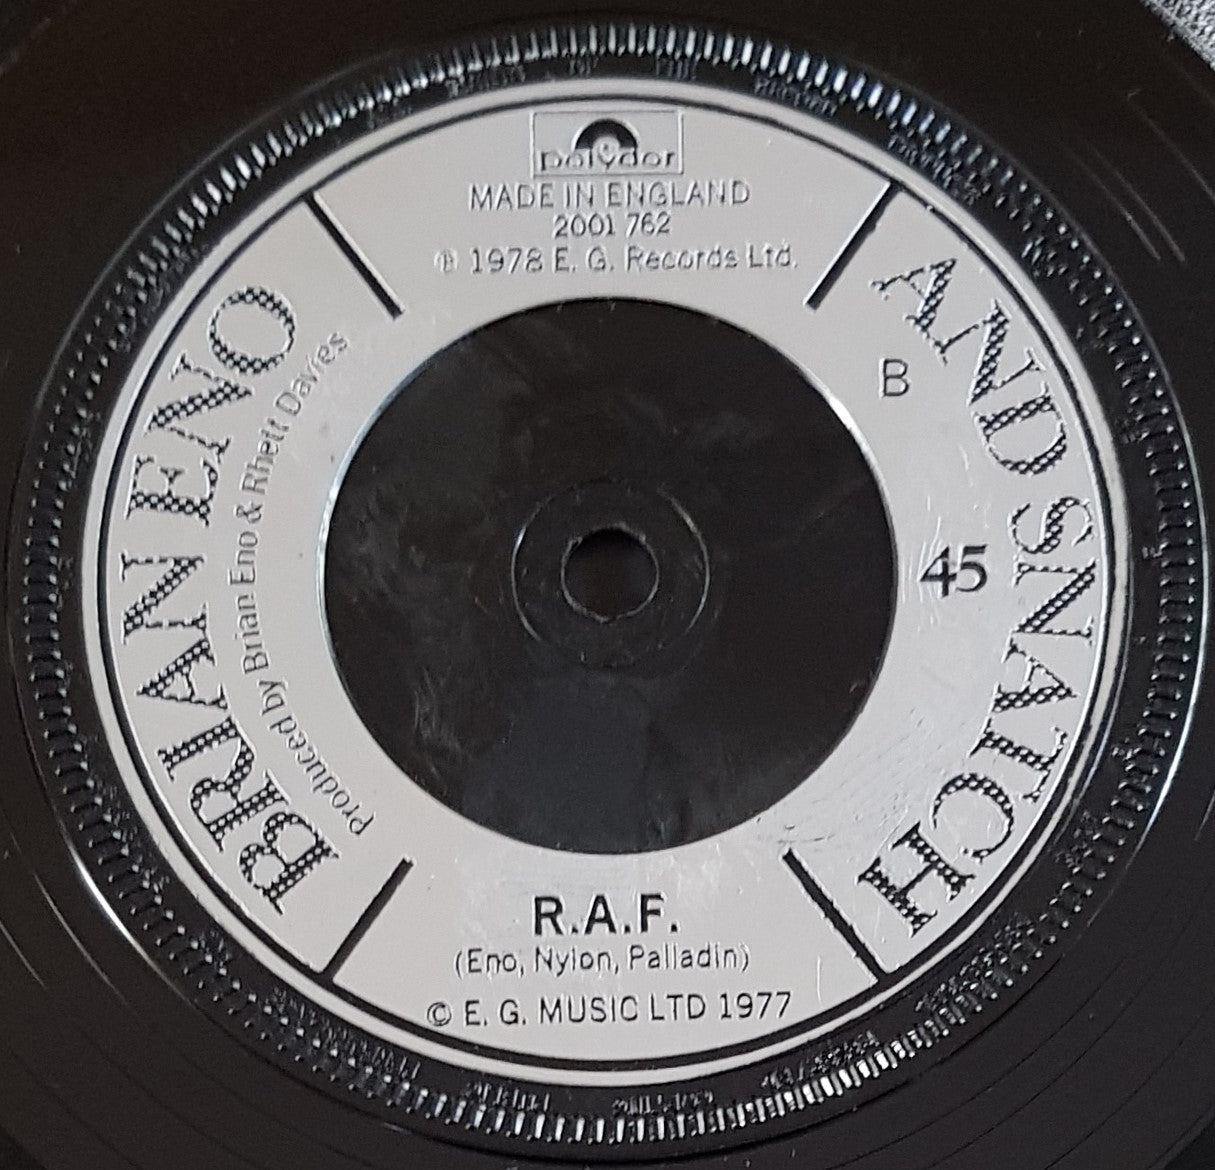 polydor
MADE IN ENGLAND
2001 762
℗ 1978 E. G. Records Ltd.
BRIAN ENO
Produced by Brian Eno & Rhett Davies
AND SNATCH
B
45
R.A.F.
(Eno, Nylon, Palladin)
© E. G. MUSIC LTD 1977